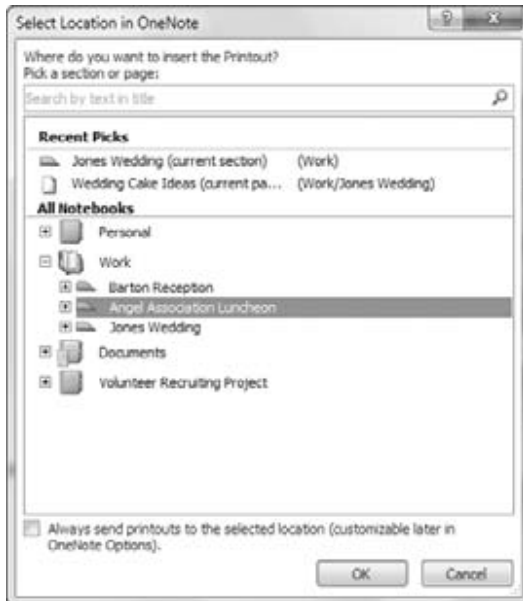 Select Location in OneNote
Where do you want to insert the Printout?
Pick a section or page:
Search by text in title
Recent Picks
Jones Wedding (current section) (Work)
Wedding Cake Ideas (current pa... (Work/Jones Wedding)
All Notebooks
Personal
Work
Barton Reception
Angel Association Luncheon
Jones Wedding
Documents
Volunteer Recruiting Project
Always send printouts to the selected location (customizable later in
OneNote Options).
OK Cancel